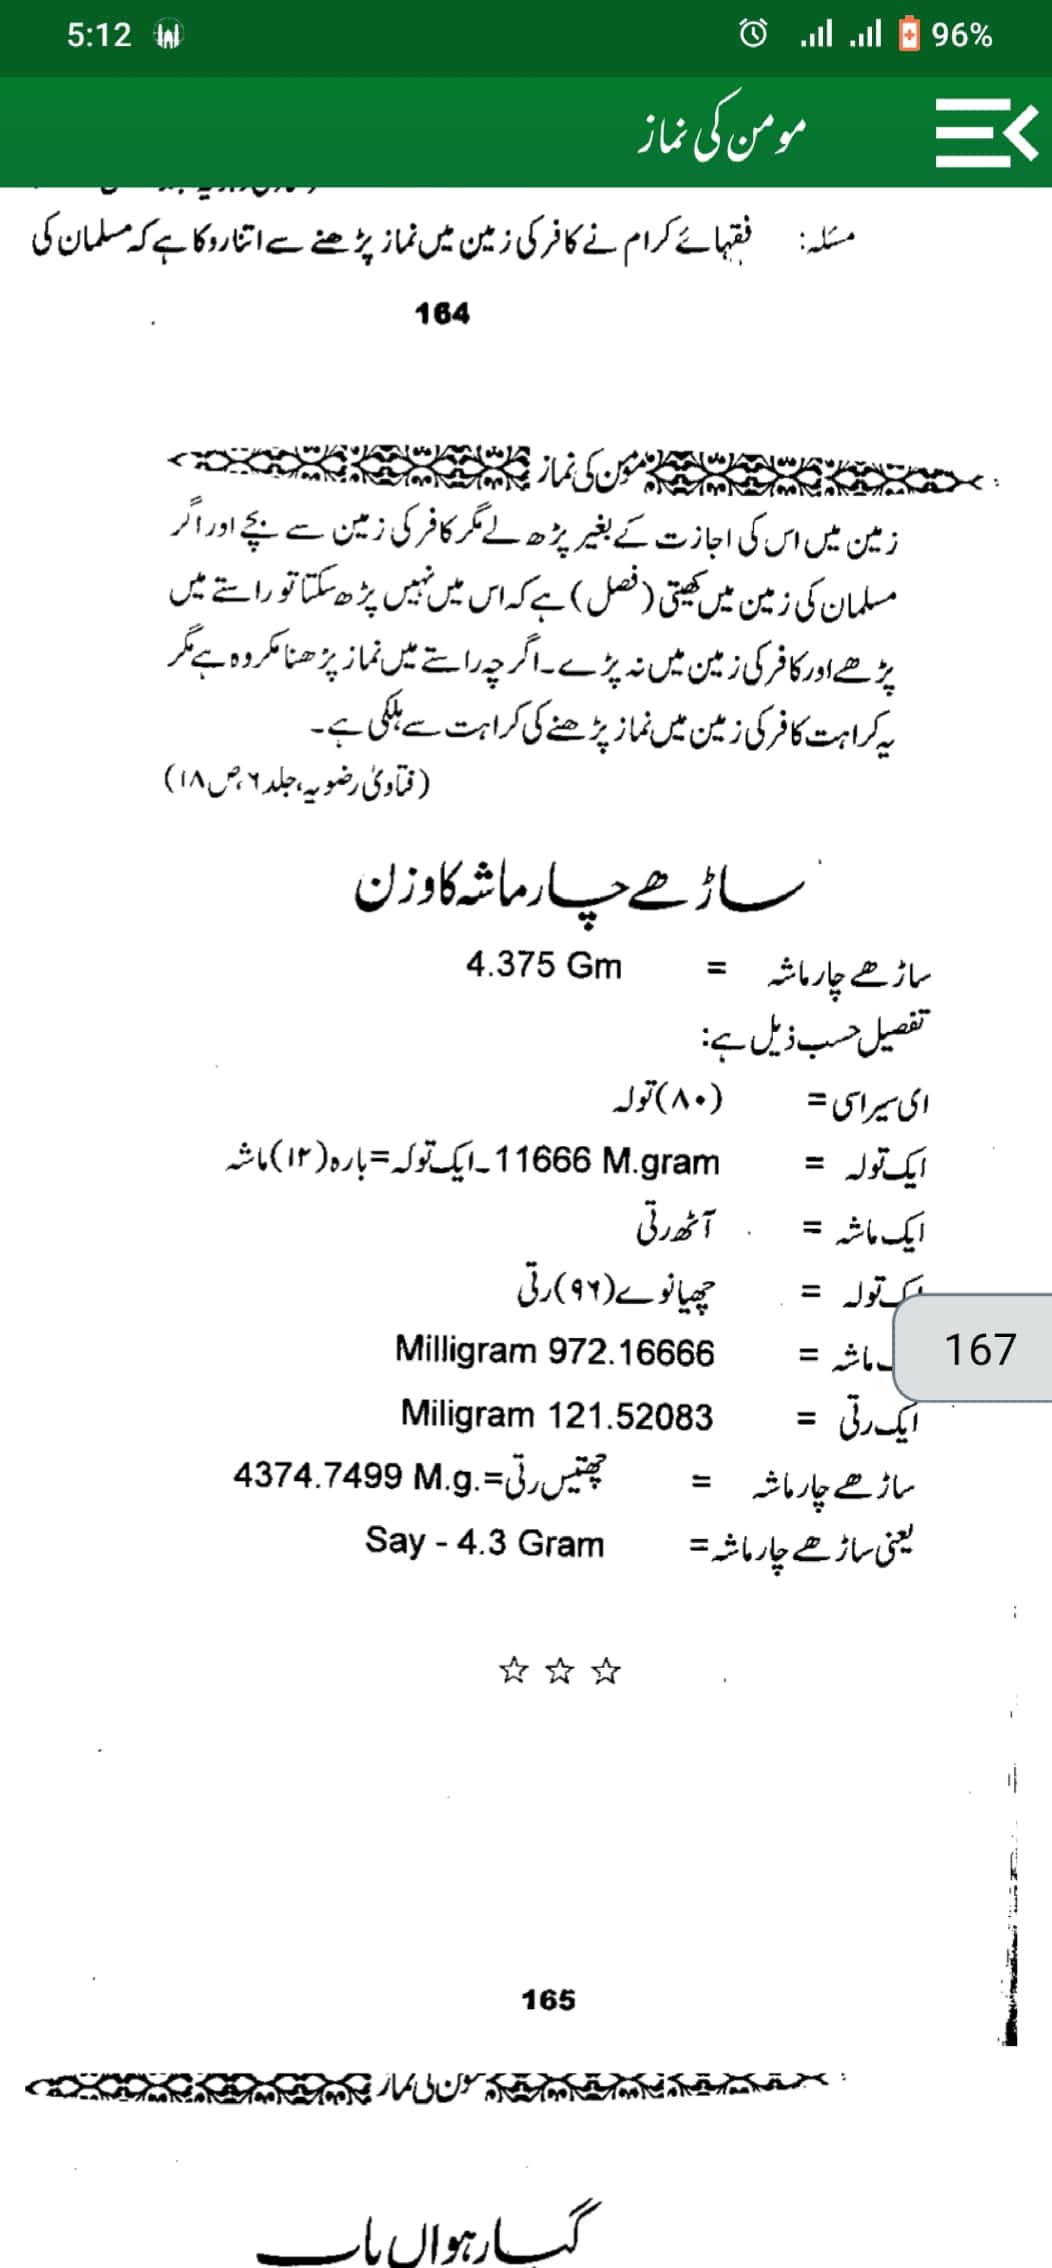 5:12
96%
مومن کی نماز
مسئلہ: فقہائے کرام نے کافر کی زمین میں نماز پڑھنے سے اتنا روکا ہے کہ مسلمان کی
164
مومن کی نماز
زمین میں اس کی اجازت کے بغیر پڑھ لے مگر کافر کی زمین سے بچے اور اگر
مسلمان کی زمین میں کھیتی (فصل) ہے کہ اس میں نہیں پڑھ سکتا تو راستے میں
پڑھے اور کافر کی زمین میں نہ پڑے۔ اگر چہ راستے میں نماز پڑھنا مکروہ ہے مگر
یہ کراہت کافر کی زمین میں نماز پڑھنے کی کراہت سے ہلکی ہے۔
(فتاویٰ رضویہ، جلد ٦، ص ١٨)
ساڑھے چار ماشہ کا وزن
ساڑھے چار ماشہ = 4.375 Gm
تفصیل حسب ذیل ہے:
ای سیر اسی = (٨٠) تولہ
ایک تولہ = 11666 M.gram ۔ ایک تولہ = بارہ (١٢) ماشہ
ایک ماشہ = آٹھ رتی
ک تولہ = چھیانوے (٩٦) رتی
ماشہ = Milligram 972.16666
ایک رتی = Miligram 121.52083
ساڑھے چار ماشہ = چھتیس رتی =.4374.7499 M.g
یعنی ساڑھے چار ماشہ = Say - 4.3 Gram
167
☆ ☆ ☆
165
مومن کی نماز
گیارہواں باب